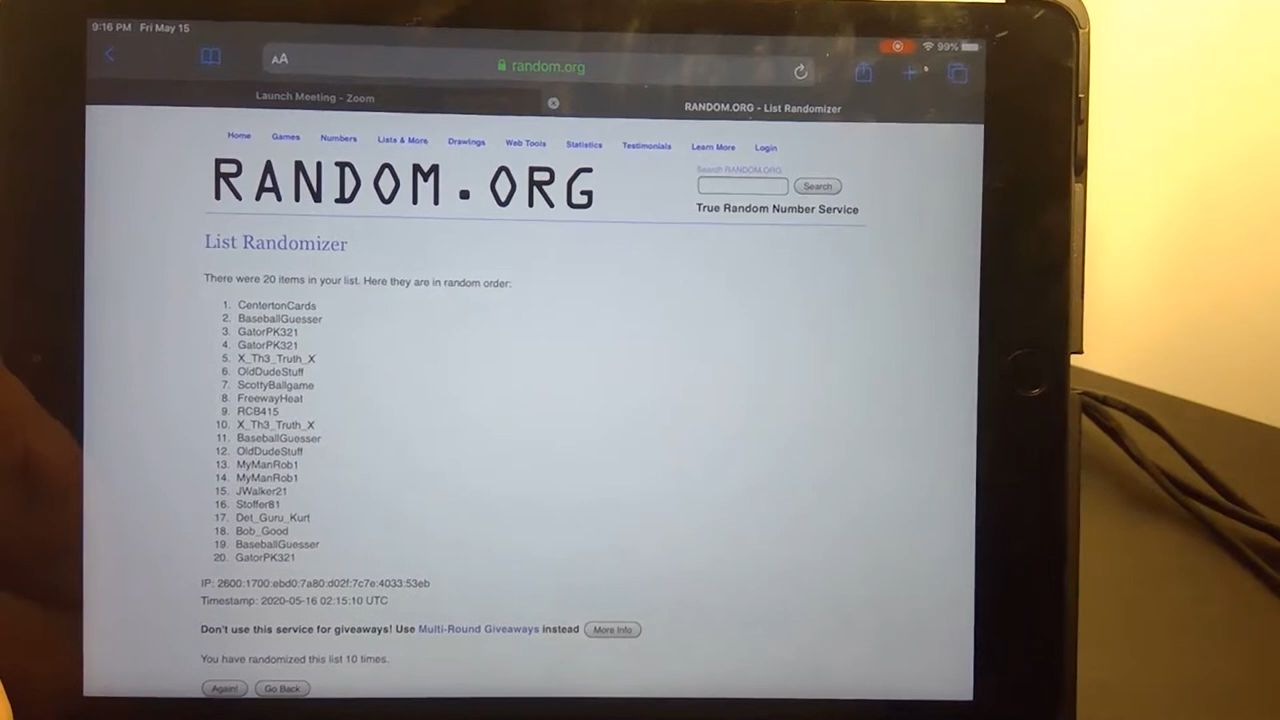 9:16 PM Fri May 15
99%
AA
random.org
Launch Meeting - Zoom
RANDOM.ORG - List Randomizer
Home Games Numbers Lists & More Drawings Web Tools Statistics Testimonials Learn More Login
RANDOM.ORG
Search RANDOM.ORG
Search
True Random Number Service
List Randomizer
There were 20 items in your list. Here they are in random order:
1. CentertonCards
2. BaseballGuesser
3. GatorPK321
4. GatorPK321
5. X_Th3_Truth_X
6. OldDudeStuff
7. ScottyBallgame
8. FreewayHeat
9. RCB415
10. X_Th3_Truth_X
11. BaseballGuesser
12. OldDudeStuff
13. MyManRob1
14. MyManRob1
15. JWalker21
16. Stoffer81
17. Det_Guru_Kurt
18. Bob_Good
19. BaseballGuesser
20. GatorPK321
IP: 2600:1700:ebd0:7a80:d02f:7c7e:4033:53eb
Timestamp: 2020-05-16 02:15:10 UTC
Don't use this service for giveaways! Use Multi-Round Giveaways instead More Info
You have randomized this list 10 times.
Again! Go Back